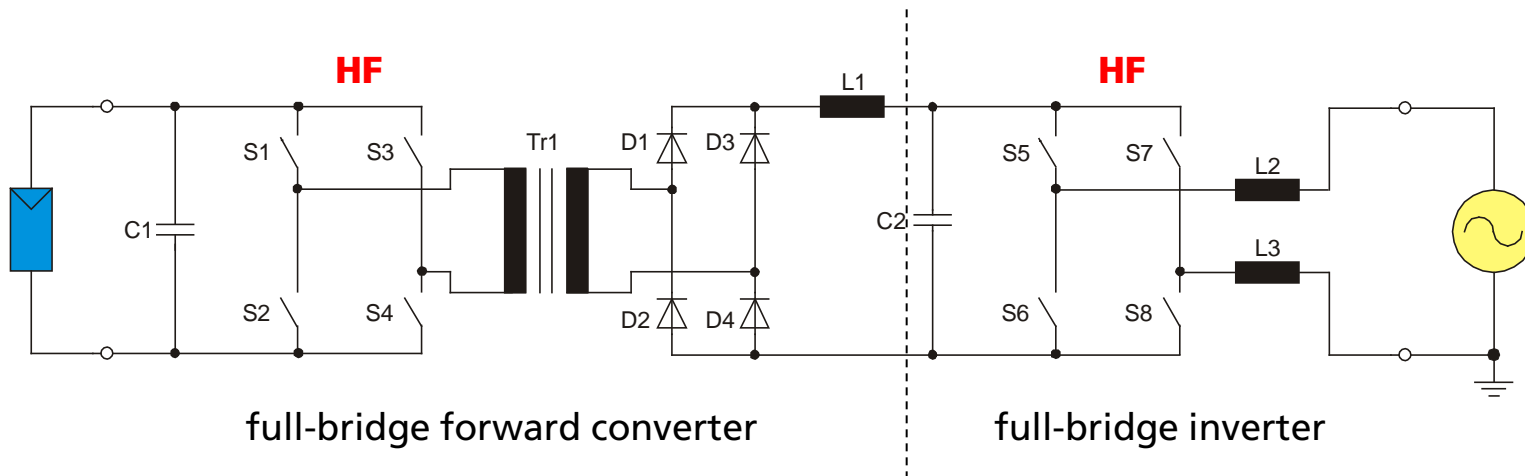 HF
HF
L1
S1
S3
Tr1
D1
D3
S5
S7
L2
C1
C2
L3
S2
S4
D2
D4
S6
S8
full-bridge forward converter
full-bridge inverter